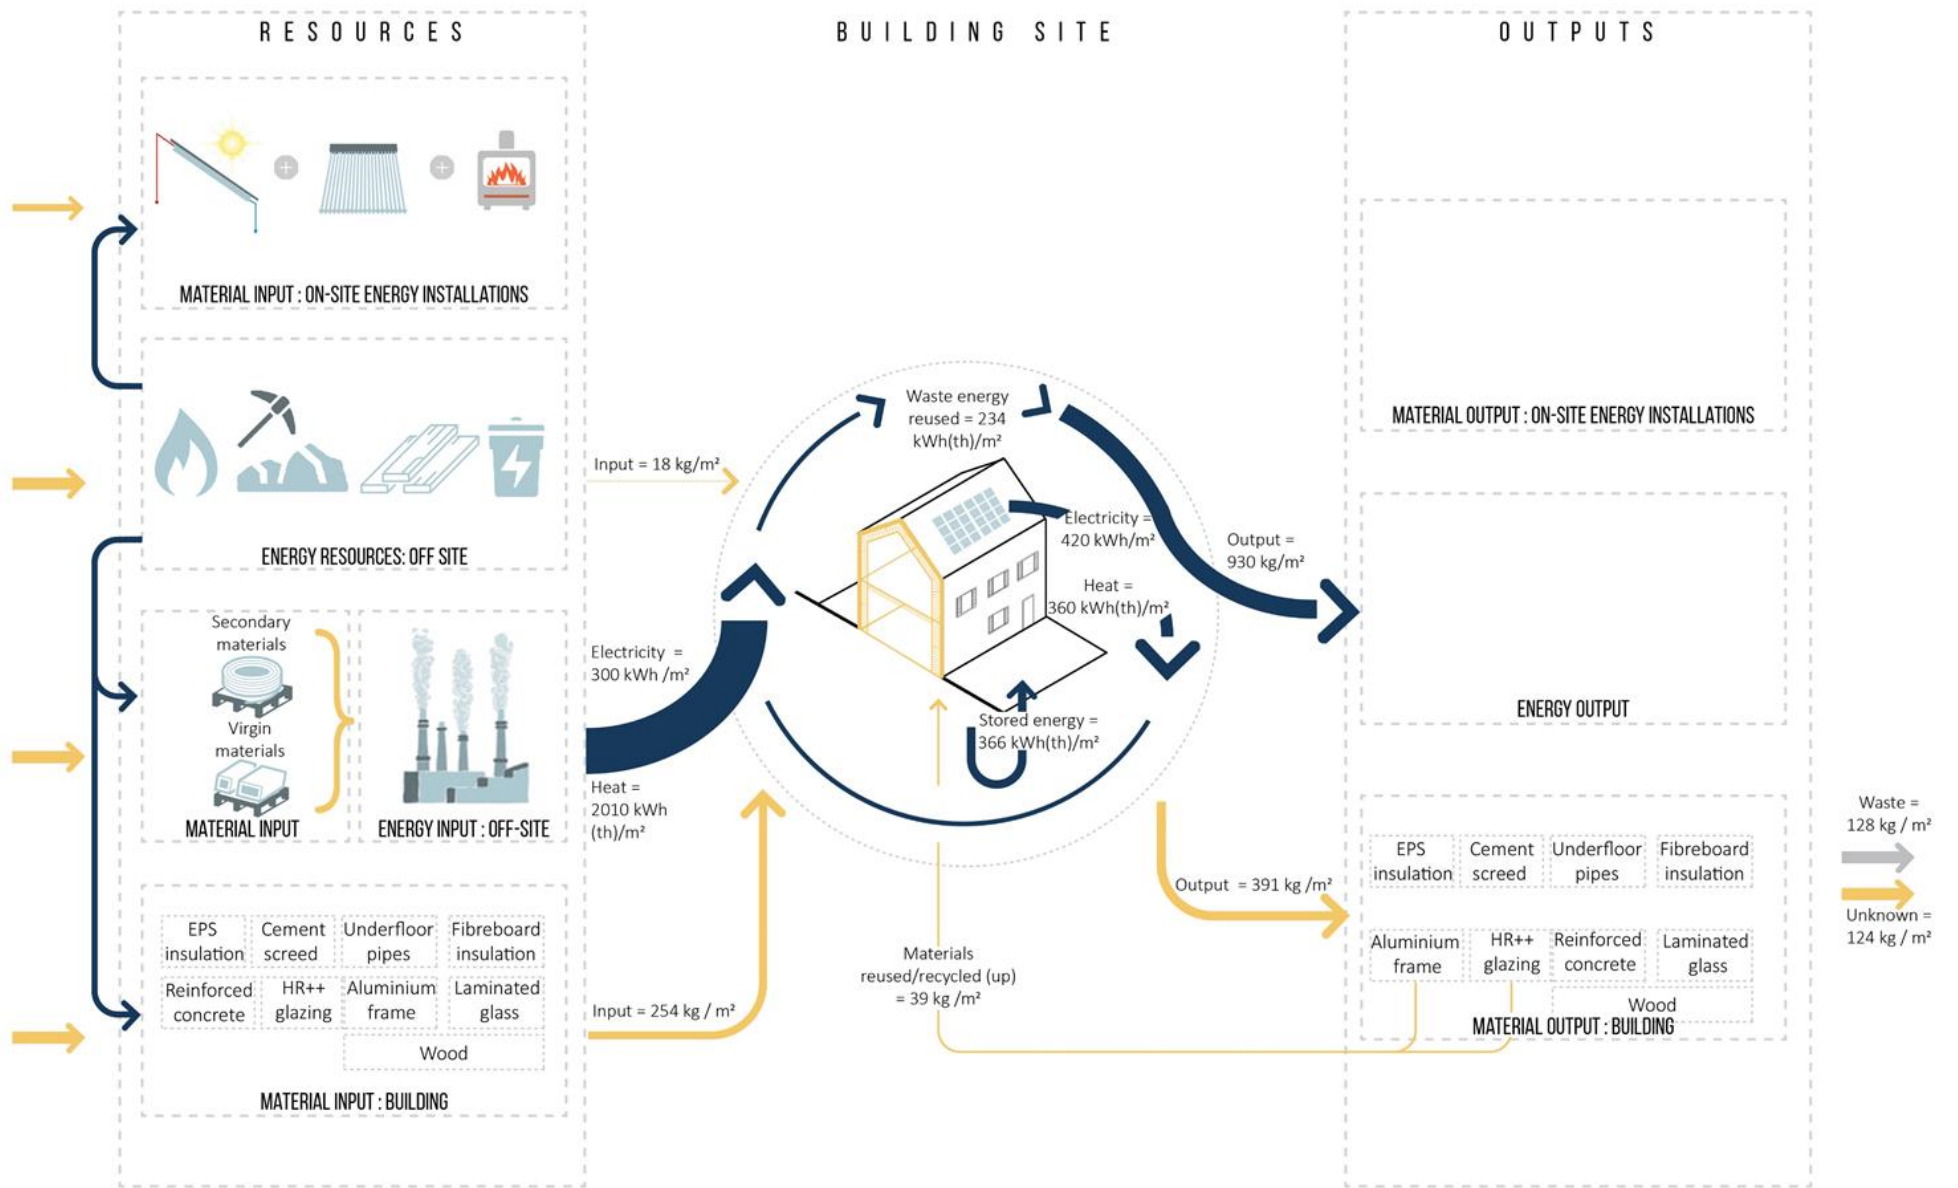 RESOURCES
BUILDING SITE
OUTPUTS
MATERIAL INPUT : ON-SITE ENERGY INSTALLATIONS
ENERGY RESOURCES: OFF SITE
Secondary
materials
Virgin
materials
MATERIAL INPUT
ENERGY INPUT : OFF-SITE
EPS
insulation
Cement
screed
Underfloor
pipes
Fibreboard
insulation
Reinforced
concrete
HR++
glazing
Aluminium
frame
Laminated
glass
Wood
MATERIAL INPUT : BUILDING
Input = 18 kg/m²
Electricity =
300 kWh /m²
Heat =
2010 kWh
(th)/m²
Input = 254 kg / m²
Waste energy
reused = 234
kWh(th)/m²
Electricity =
420 kWh/m²
Heat =
360 kWh(th)/m²
Stored energy =
366 kWh(th)/m²
Materials
reused/recycled (up)
= 39 kg /m²
Output =
930 kg/m²
Output = 391 kg /m²
MATERIAL OUTPUT : ON-SITE ENERGY INSTALLATIONS
ENERGY OUTPUT
EPS
insulation
Cement
screed
Underfloor
pipes
Fibreboard
insulation
Aluminium
frame
HR++
glazing
Reinforced
concrete
Laminated
glass
Wood
MATERIAL OUTPUT : BUILDING
Waste =
128 kg / m²
Unknown =
124 kg / m²